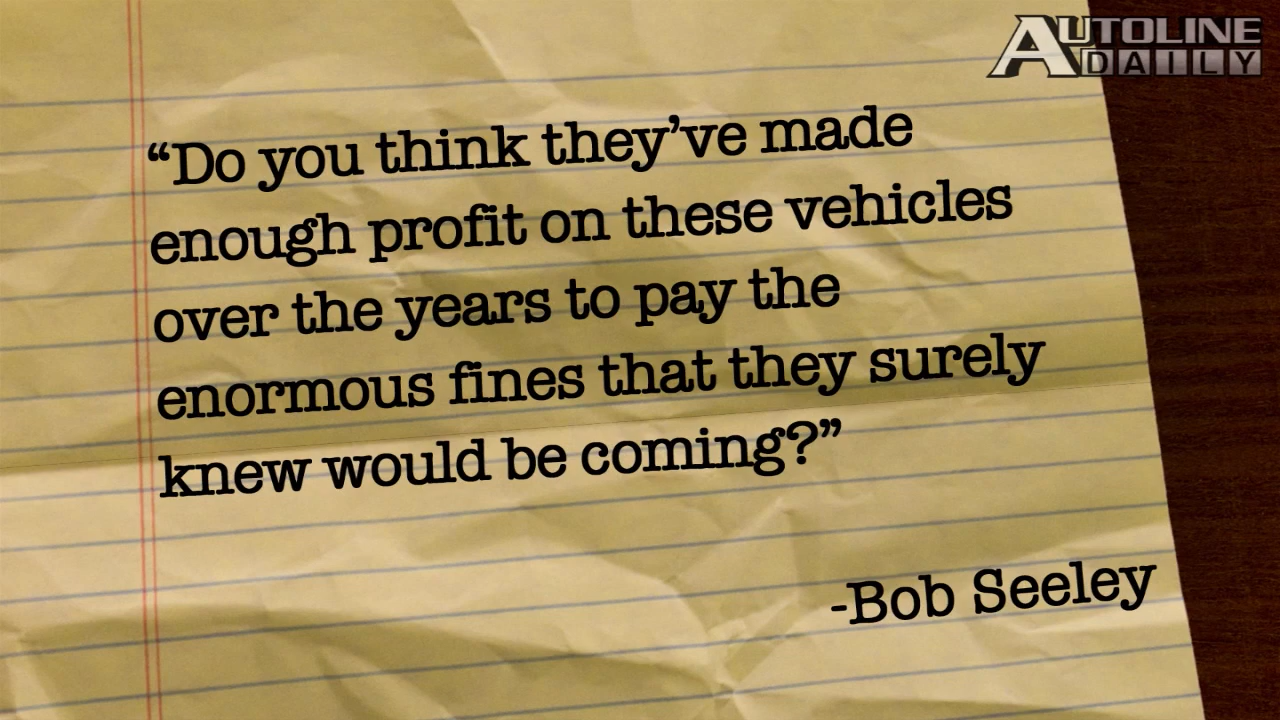 AUTOLINE
DAILY
“Do you think they’ve made
enough profit on these vehicles
over the years to pay the
enormous fines that they surely
knew would be coming?”
-Bob Seeley